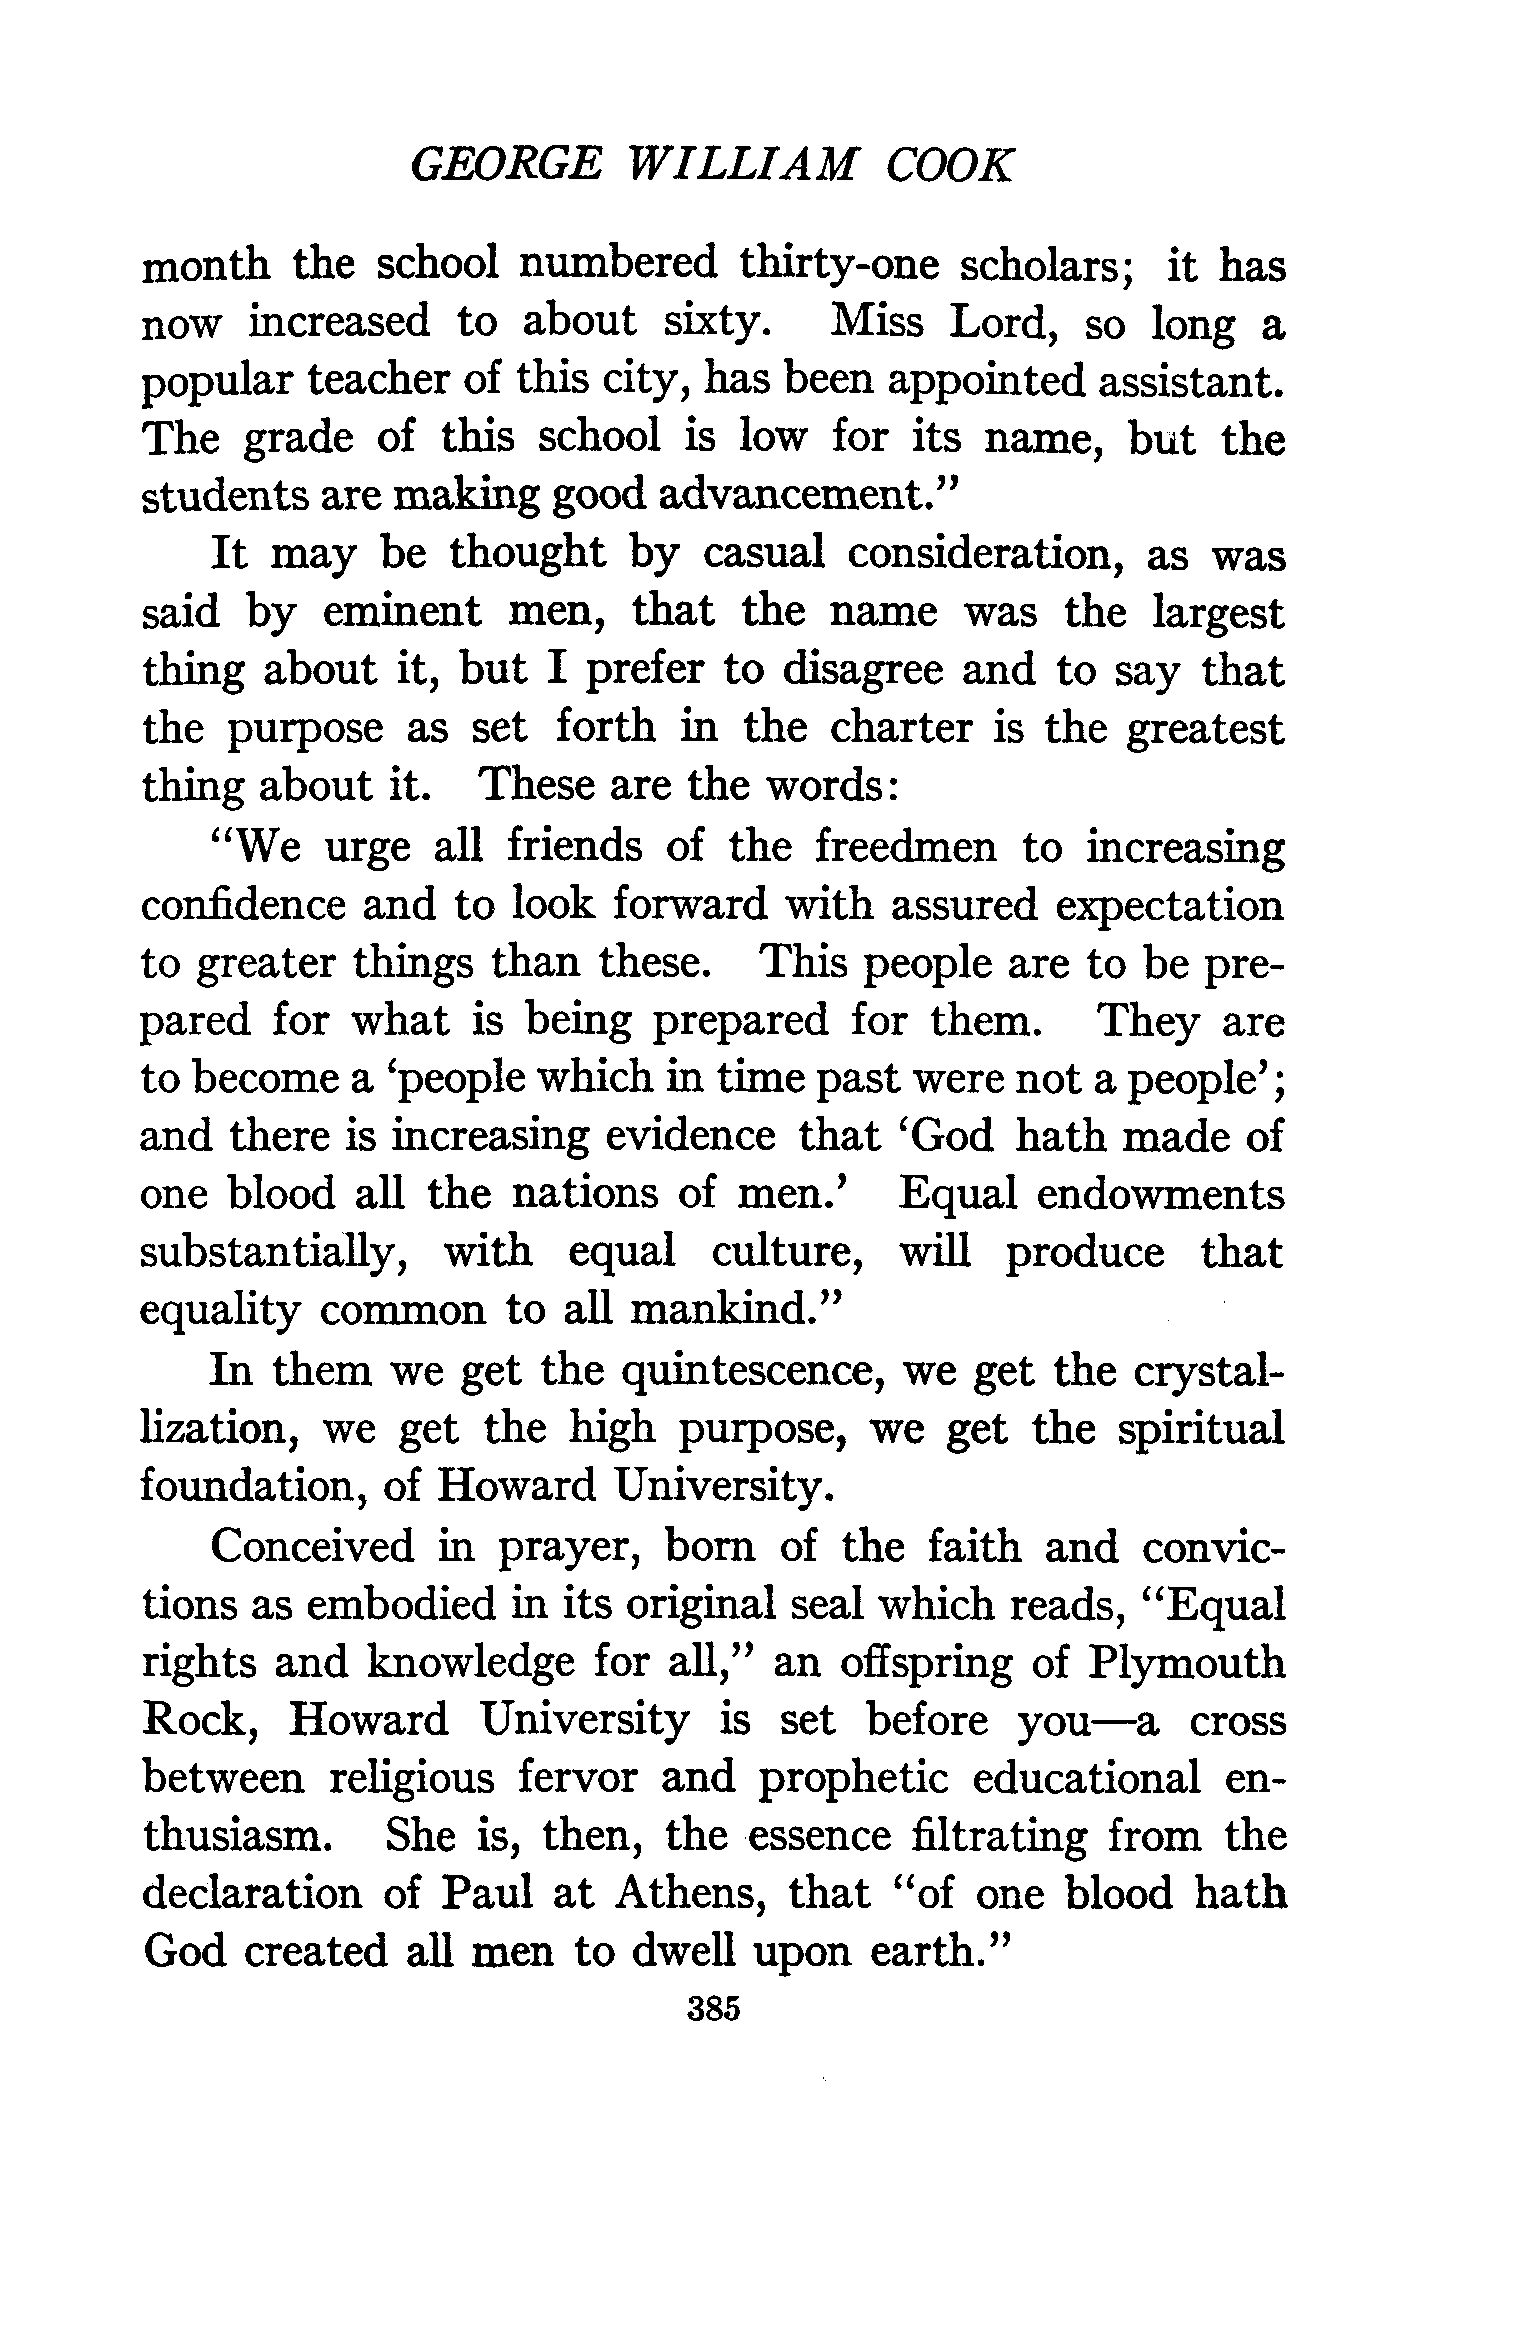 GEORGE WILLIAM COOK
month the school numbered thirty-one scholars; it has
now increased to about sixty. Miss Lord, so long a
popular teacher of this city, has been appointed assistant.
The grade of this school is low for its name, but the
students are making good advancement.”
It may be thought by casual consideration, as was
said by eminent men, that the name was the largest
thing about it, but I prefer to disagree and to say that
the purpose as set forth in the charter is the greatest
thing about it. These are the words:
“We urge all friends of the freedmen to increasing
confidence and to look forward with assured expectation
to greater things than these. This people are to be pre-
pared for what is being prepared for them. They are
to become a ‘people which in time past were not a people’;
and there is increasing evidence that ‘God hath made of
one blood all the nations of men.’ Equal endowments
substantially, with equal culture, will produce that
equality common to all mankind.”
In them we get the quintescence, we get the crystal-
lization, we get the high purpose, we get the spiritual
foundation, of Howard University.
Conceived in prayer, born of the faith and convic-
tions as embodied in its original seal which reads, “Equal
rights and knowledge for all,” an offspring of Plymouth
Rock, Howard University is set before you—a cross
between religious fervor and prophetic educational en-
thusiasm. She is, then, the essence filtrating from the
declaration of Paul at Athens, that “of one blood hath
God created all men to dwell upon earth.”
385